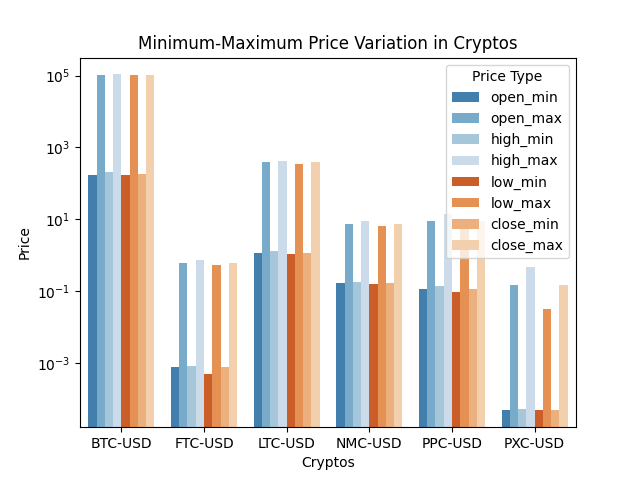 Minimum-Maximum Price Variation in Cryptos
Price
10^5
10^3
10^1
10^-1
10^-3
Price Type
open_min
open_max
high_min
high_max
low_min
low_max
close_min
close_max
BTC-USD FTC-USD LTC-USD NMC-USD PPC-USD PXC-USD
Cryptos